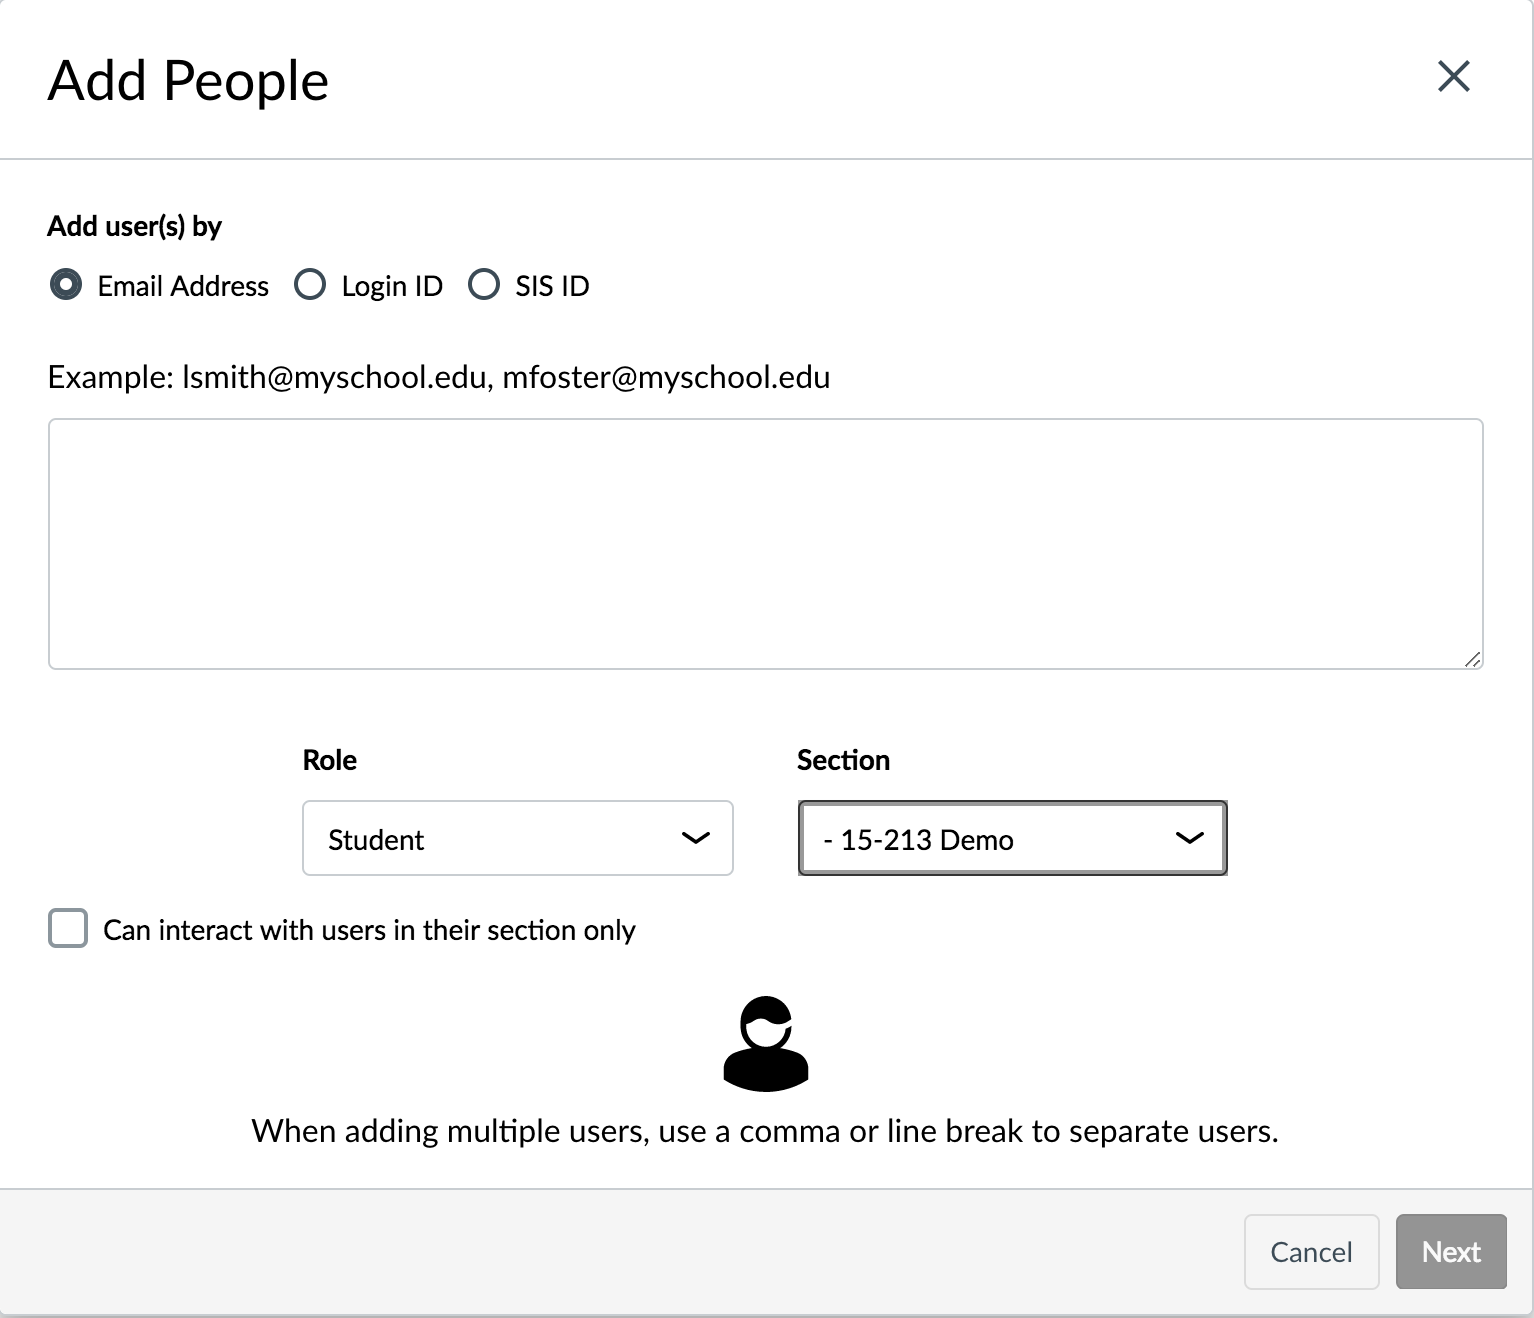 Add People
Add user(s) by
Email Address Login ID SIS ID
Example: lsmith@myschool.edu, mfoster@myschool.edu
Role Section
Student - 15-213 Demo
Can interact with users in their section only
When adding multiple users, use a comma or line break to separate users.
Cancel Next